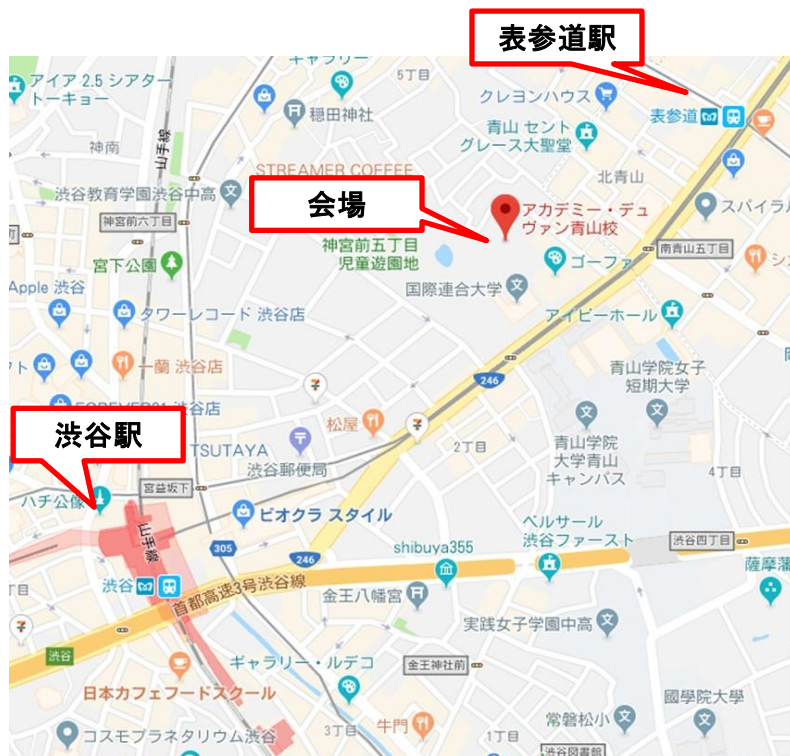 表参道駅
アイア 2.5 シアター
トーキョー
ギャラリー
5丁目
クレヨンハウス
表参道
穏田神社
青山 セント
グレース大聖堂
山手線
神南
STREAMER COFFEE
北青山
渋谷教育学園渋谷中高
会場
アカデミー・デュ
ヴァン青山校
スパイラル
神宮前六丁目
神宮前五丁目
児童遊園地
南青山五丁目
宮下公園
ゴーファ
Apple 渋谷
国際連合大学
タワーレコード 渋谷店
アイビーホール
一蘭 渋谷店
246
青山学院女子
短期大学
渋谷店
松屋
渋谷駅
TSUTAYA
渋谷郵便局
2丁目
青山学院
大学青山
キャンパス
4丁目
宮益坂下
ハチ公像
ビオクラ スタイル
山手線
305
246
shibuya355
ベルサール
渋谷ファースト
渋谷四丁目
薩摩藩
渋谷
首都高速3号渋谷線
金王八幡宮
実践女子学園中高
渋谷
ギャラリー・ルデコ
金王神社前
日本カフェフードスクール
國學院大學
コスモプラネタリウム渋谷
3丁目
牛門
1丁目
常磐松小
渋谷図書館